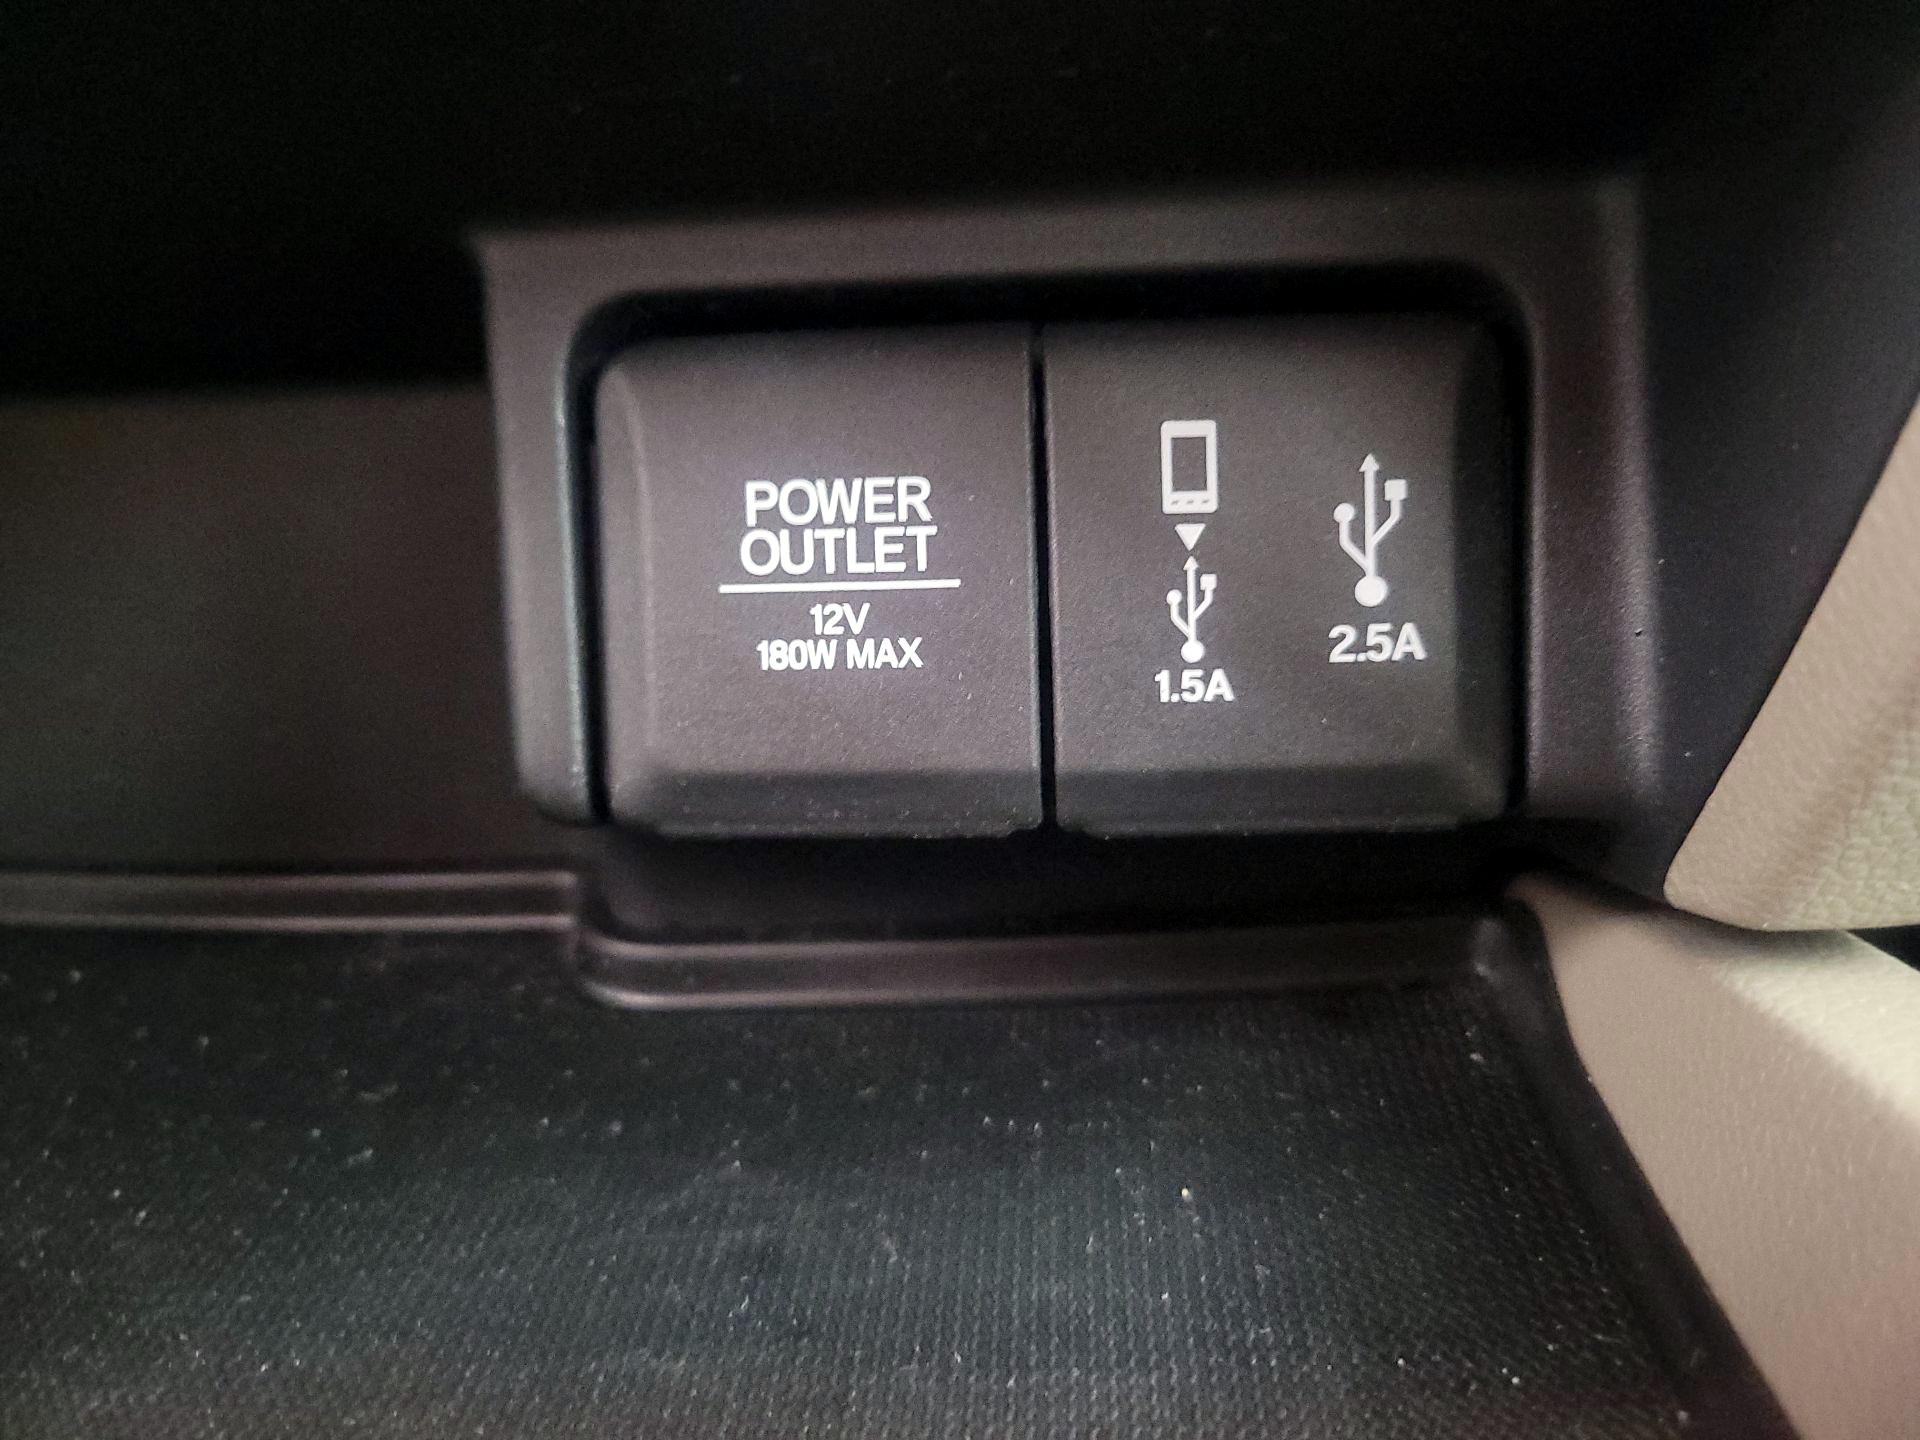 POWER
OUTLET
12V
180W MAX
1.5A
2.5A